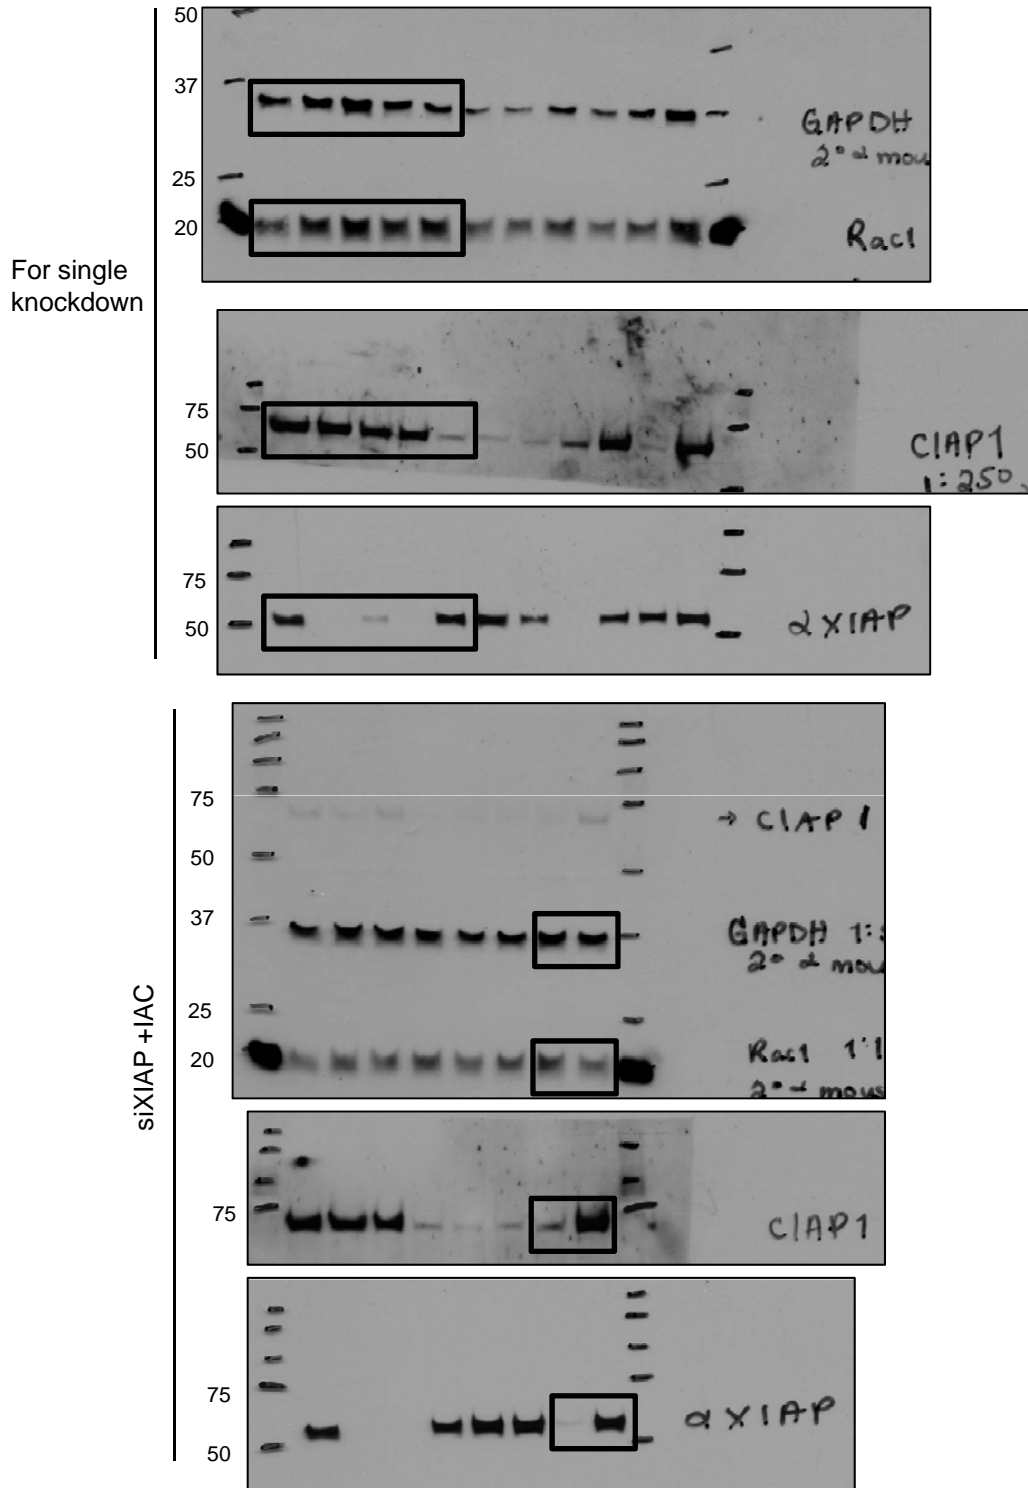 50
37
GAPDH
2° α mou
25
20
Rac1
For single
knockdown
75
50
CIAP1
1:250
75
50
αXIAP
siXIAP +IAC
75
→ CIAP1
50
37
GAPDH 1:
2° α mou
25
20
Rac1 1:1
2° α mous
75
CIAP1
75
50
αXIAP